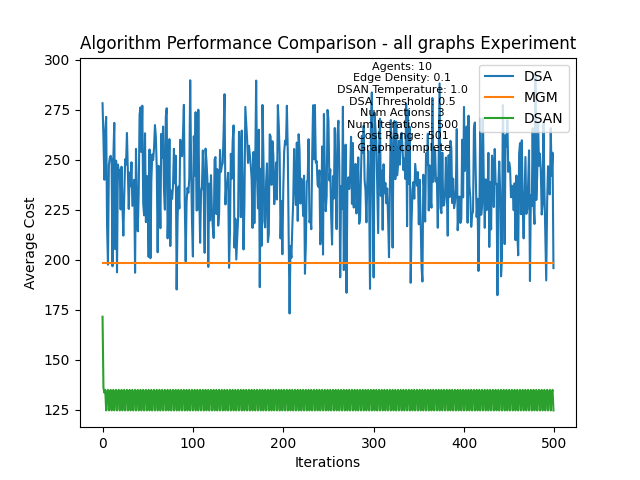 Algorithm Performance Comparison - all graphs Experiment
Agents: 10
Edge Density: 0.1
DSAN Temperature: 1.0
DSA Threshold: 0.5
Num Actions: 3
Num Iterations: 500
Cost Range: 501
Graph: complete
DSA
MGM
DSAN
Average Cost
300
275
250
225
200
175
150
125
0
100
200
300
400
500
Iterations